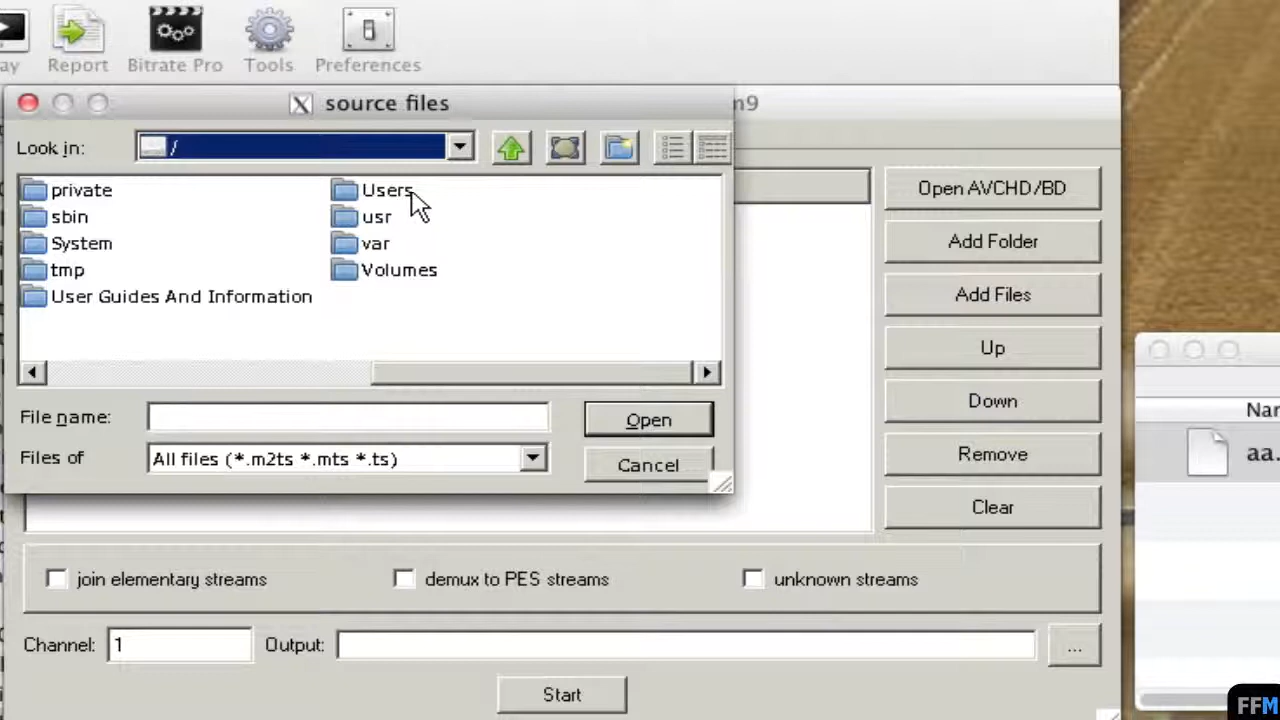 ay
Report
Bitrate Pro
Tools
Preferences
source files
m9
Look in:
/
private
sbin
System
tmp
User Guides And Information
Users
usr
var
Volumes
File name:
Open
Files of
All files (*.m2ts *.mts *.ts)
Cancel
Open AVCHD/BD
Add Folder
Add Files
Up
Down
Remove
Clear
join elementary streams
demux to PES streams
unknown streams
Channel:
1
Output:
...
Start
Nar
aa.
FFM